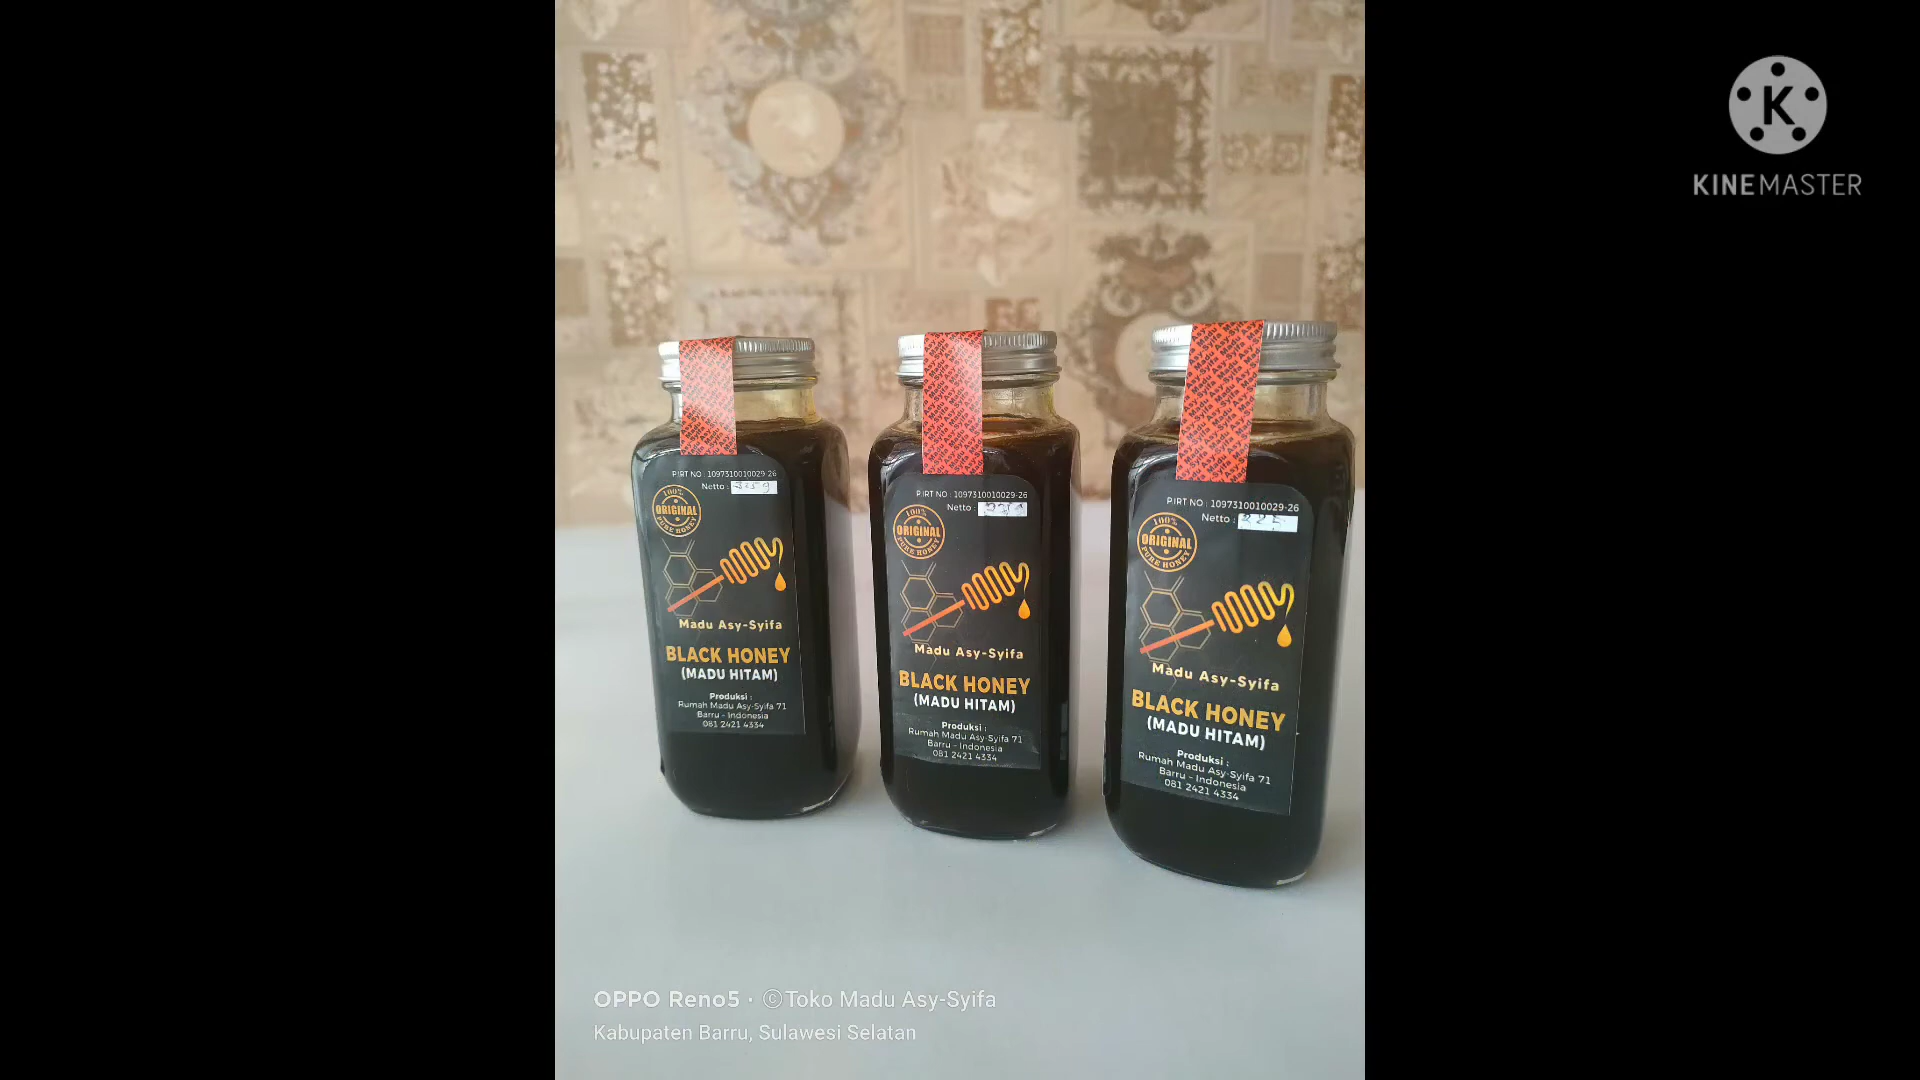 KINEMASTER
P.IRT NO : 1097310010029-26
Netto :
100%
ORIGINAL
PURE HONEY
Madu Asy-Syifa
BLACK HONEY
(MADU HITAM)
Produksi :
Rumah Madu Asy-Syifa 71
Barru - Indonesia
081 2421 4334
P.IRT NO : 1097310010029-26
Netto :
100%
ORIGINAL
PURE HONEY
Madu Asy-Syifa
BLACK HONEY
(MADU HITAM)
Produksi :
Rumah Madu Asy-Syifa 71
Barru - Indonesia
081 2421 4334
P.IRT NO : 1097310010029-26
Netto :
100%
ORIGINAL
PURE HONEY
Madu Asy-Syifa
BLACK HONEY
(MADU HITAM)
Produksi :
Rumah Madu Asy-Syifa 71
Barru - Indonesia
081 2421 4334
OPPO Reno5 · ©Toko Madu Asy-Syifa
Kabupaten Barru, Sulawesi Selatan